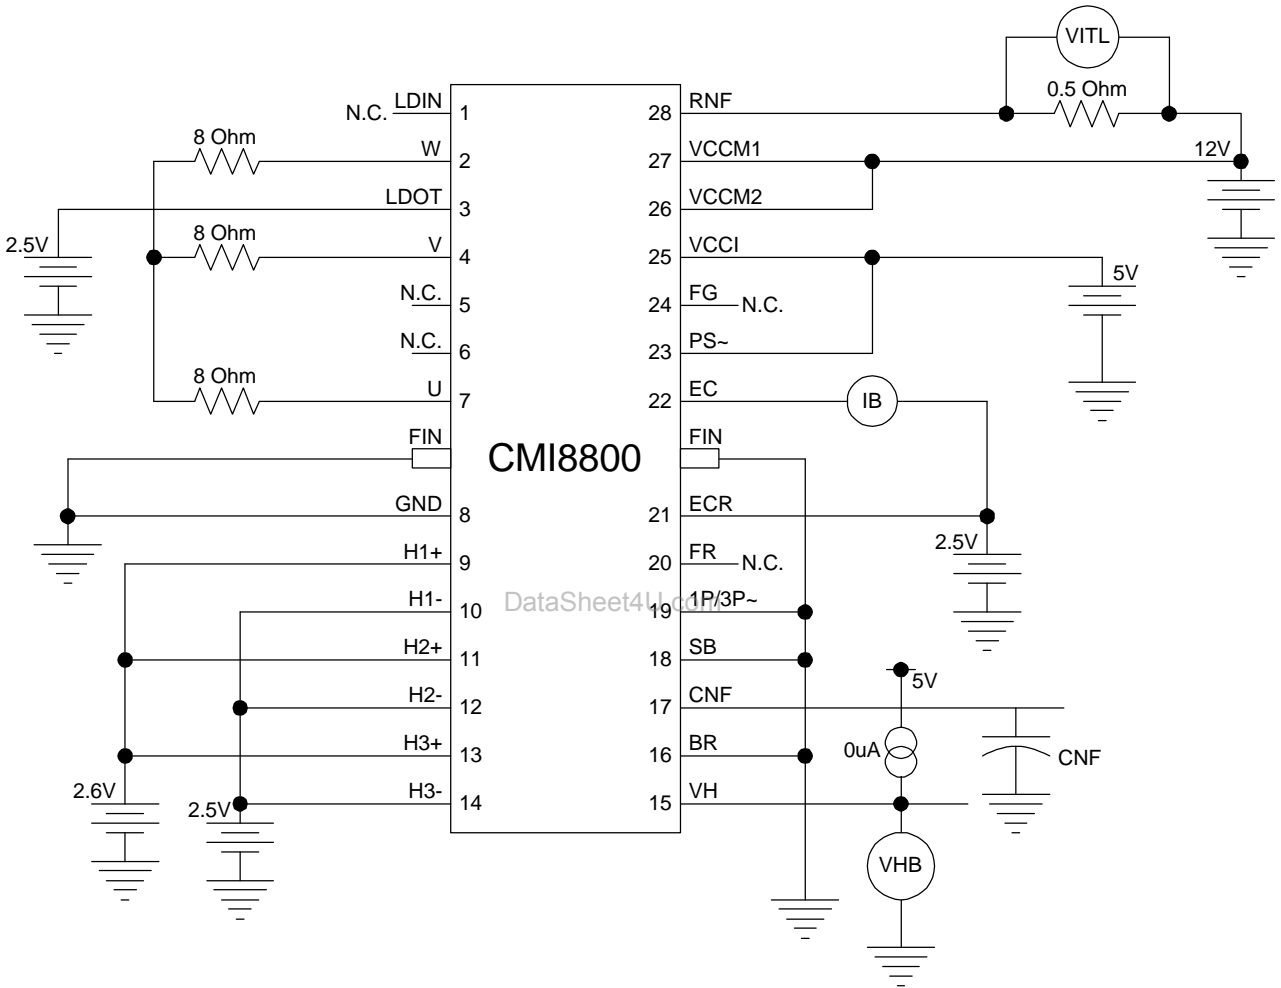 VITL
0.5 Ohm
N.C. LDIN 1
28 RNF
8 Ohm
W 2
27 VCCM1
12V
LDOT 3
26 VCCM2
2.5V
8 Ohm
V 4
25 VCCI
5V
N.C. 5
24 FG N.C.
N.C. 6
23 PS~
8 Ohm
U 7
22 EC
IB
FIN
CMI8800
FIN
GND 8
21 ECR
2.5V
H1+ 9
20 FR N.C.
H1- 10
DataSheet4U.com
19 1P/3P~
H2+ 11
18 SB
5V
H2- 12
17 CNF
H3+ 13
16 BR
0uA
CNF
2.6V
H3- 14
2.5V
15 VH
VHB